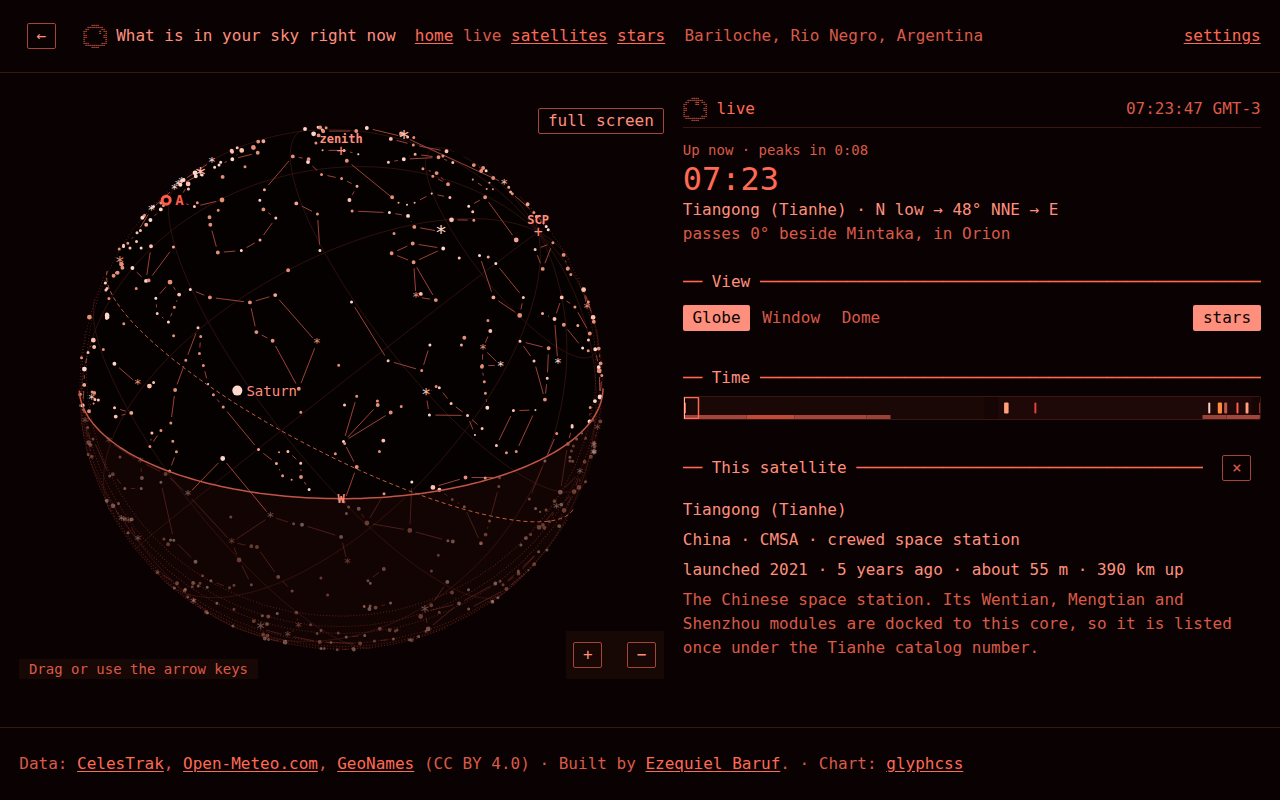 ←
What is in your sky right now home live satellites stars Bariloche, Rio Negro, Argentina settings
full screen
live 07:23:47 GMT-3
zenith
+
A
SCP
+
Saturn
W
+ −
Drag or use the arrow keys
Up now · peaks in 0:08
07:23
Tiangong (Tianhe) · N low → 48° NNE → E
passes 0° beside Mintaka, in Orion
View
Globe Window Dome stars
Time
This satellite ×
Tiangong (Tianhe)
China · CMSA · crewed space station
launched 2021 · 5 years ago · about 55 m · 390 km up
The Chinese space station. Its Wentian, Mengtian and
Shenzhou modules are docked to this core, so it is listed
once under the Tianhe catalog number.
Data: CelesTrak, Open-Meteo.com, GeoNames (CC BY 4.0) · Built by Ezequiel Baruf. · Chart: glyphcss